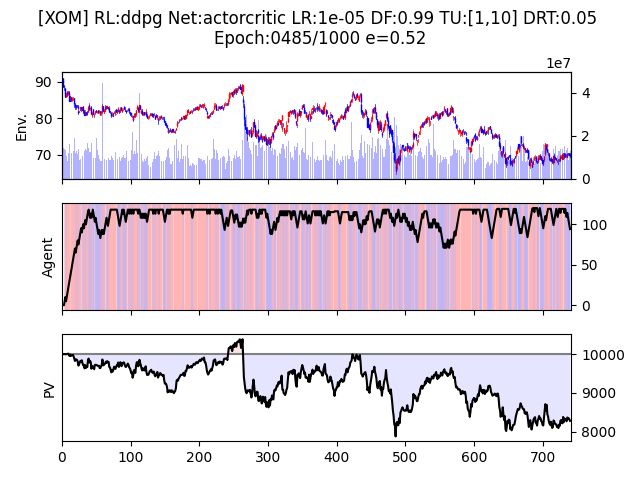 [XOM] RL:ddpg Net:actorcritic LR:1e-05 DF:0.99 TU:[1,10] DRT:0.05
Epoch:0485/1000 e=0.52
1e7
90
80
70
Env.
4
2
0
Agent
100
50
0
PV
10000
9000
8000
0 100 200 300 400 500 600 700